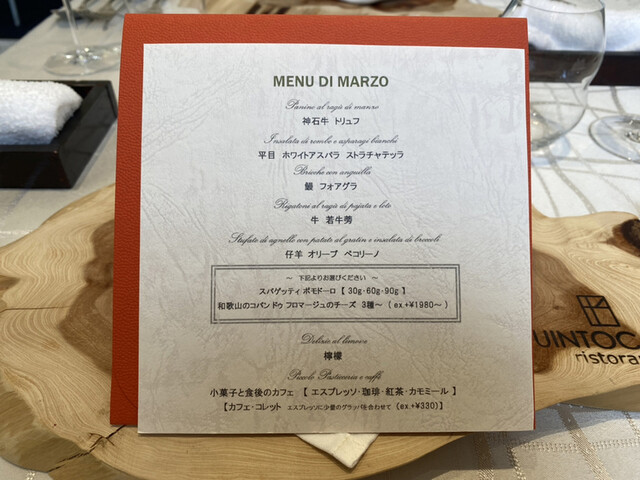 MENU DI MARZO
Panino al ragù di manzo
神石牛 トリュフ
Insalata di rombo e asparagi bianchi
平目 ホワイトアスパラ ストラチャテッラ
Brioche con anguilla
鰻 フォアグラ
Rigatoni al ragù di pajata e loto
牛 若牛蒡
Stufato di agnello con patate al gratin e insalata di broccoli
仔羊 オリーブ ペコリーノ
～ 下記よりお選びください ～
スパゲッティ ポモドーロ 【 30g・60g・90g 】
和歌山のコパンドゥ フロマージュのチーズ 3種～ ( ex.+¥1980～ )
Delizia al limone
檸檬
Piccola Pasticceria e caffè
小菓子と食後のカフェ 【 エスプレッソ・珈琲・紅茶・カモミール 】
【カフェ・コレット エスプレッソに少量のグラッパを合わせて (ex.+¥330)】
UINTOC
ristoras